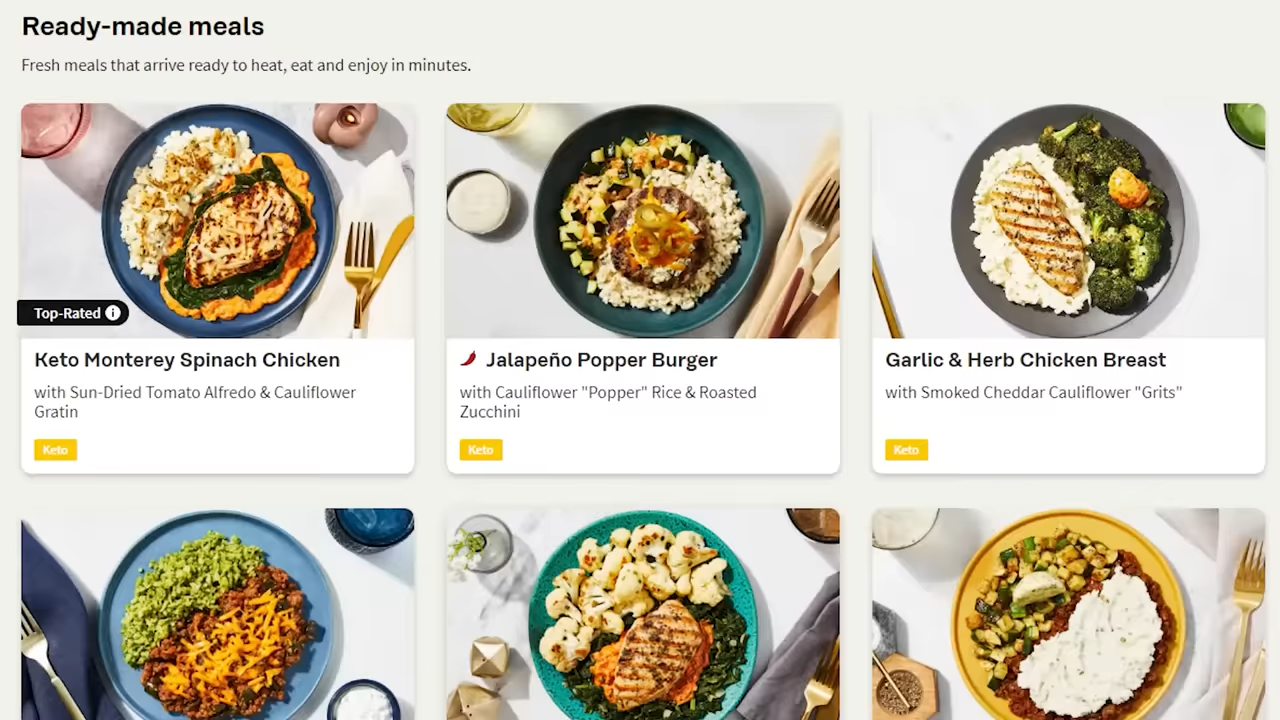 Ready-made meals
Fresh meals that arrive ready to heat, eat and enjoy in minutes.
Top-Rated i
Keto Monterey Spinach Chicken
with Sun-Dried Tomato Alfredo & Cauliflower
Gratin
Keto
Jalapeño Popper Burger
with Cauliflower "Popper" Rice & Roasted
Zucchini
Keto
Garlic & Herb Chicken Breast
with Smoked Cheddar Cauliflower "Grits"
Keto